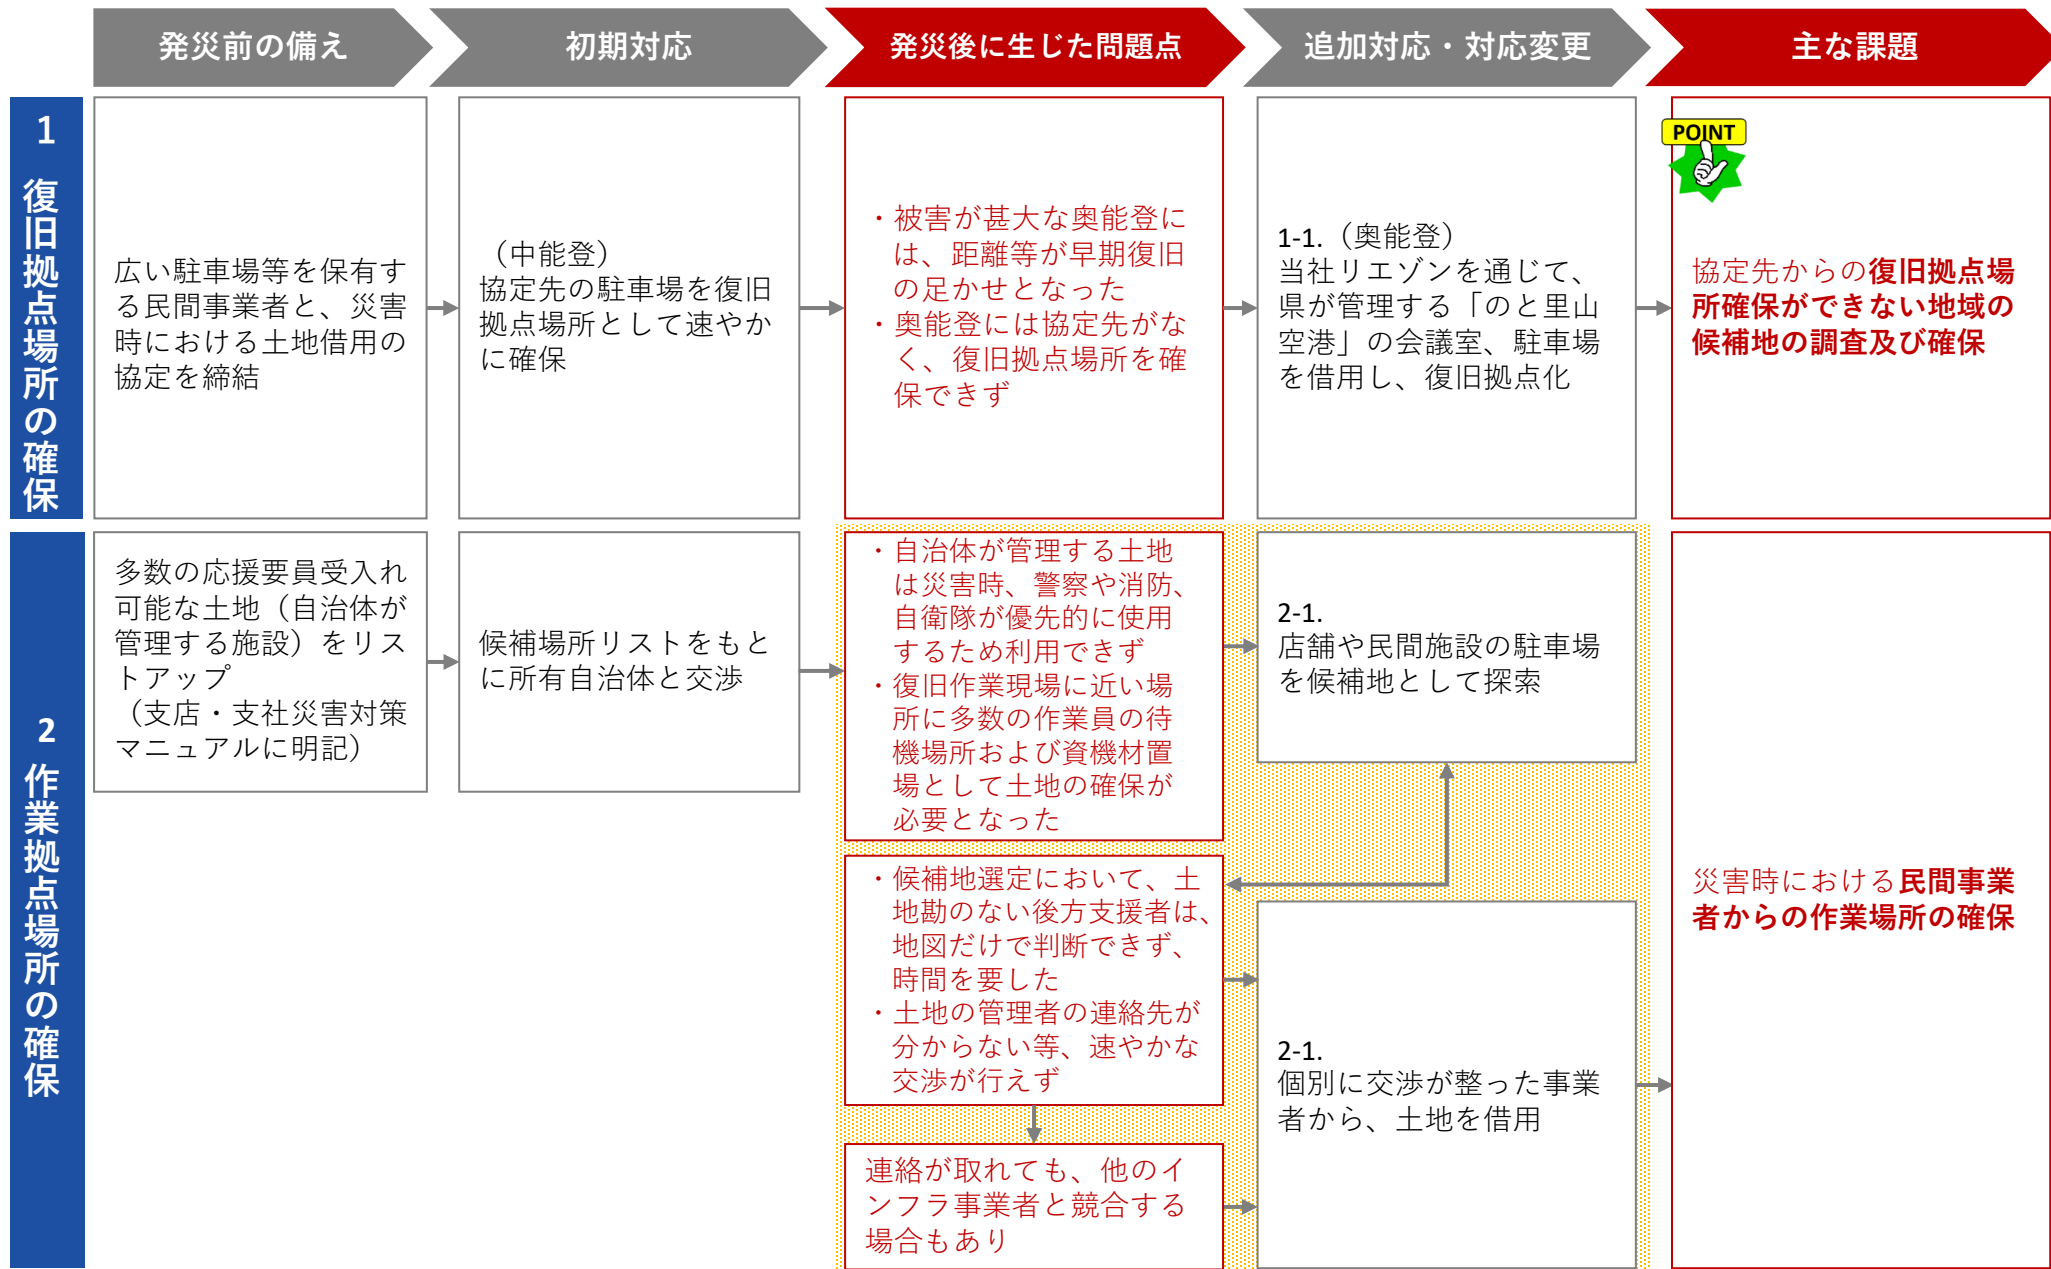 発災前の備え
初期対応
発災後に生じた問題点
追加対応・対応変更
主な課題
1 復旧拠点場所の確保
広い駐車場等を保有す
る民間事業者と、災害
時における土地借用の
協定を締結
（中能登）
協定先の駐車場を復旧
拠点場所として速やか
に確保
・被害が甚大な奥能登に
は、距離等が早期復旧
の足かせとなった
・奥能登には協定先がな
く、復旧拠点場所を確
保できず
1-1.（奥能登）
当社リエゾンを通じて、
県が管理する「のと里山
空港」の会議室、駐車場
を借用し、復旧拠点化
POINT
協定先からの復旧拠点場
所確保ができない地域の
候補地の調査及び確保
2 作業拠点場所の確保
多数の応援要員受入れ
可能な土地（自治体が
管理する施設）をリス
トアップ
（支店・支社災害対策
マニュアルに明記）
候補場所リストをもと
に所有自治体と交渉
・自治体が管理する土地
は災害時、警察や消防、
自衛隊が優先的に使用
するため利用できず
・復旧作業現場に近い場
所に多数の作業員の待
機場所および資機材置
場として土地の確保が
必要となった
2-1.
店舗や民間施設の駐車場
を候補地として探索
・候補地選定において、土
地勘のない後方支援者は、
地図だけで判断できず、
時間を要した
・土地の管理者の連絡先が
分からない等、速やかな
交渉が行えず
連絡が取れても、他のイ
ンフラ事業者と競合する
場合もあり
2-1.
個別に交渉が整った事業
者から、土地を借用
災害時における民間事業
者からの作業場所の確保